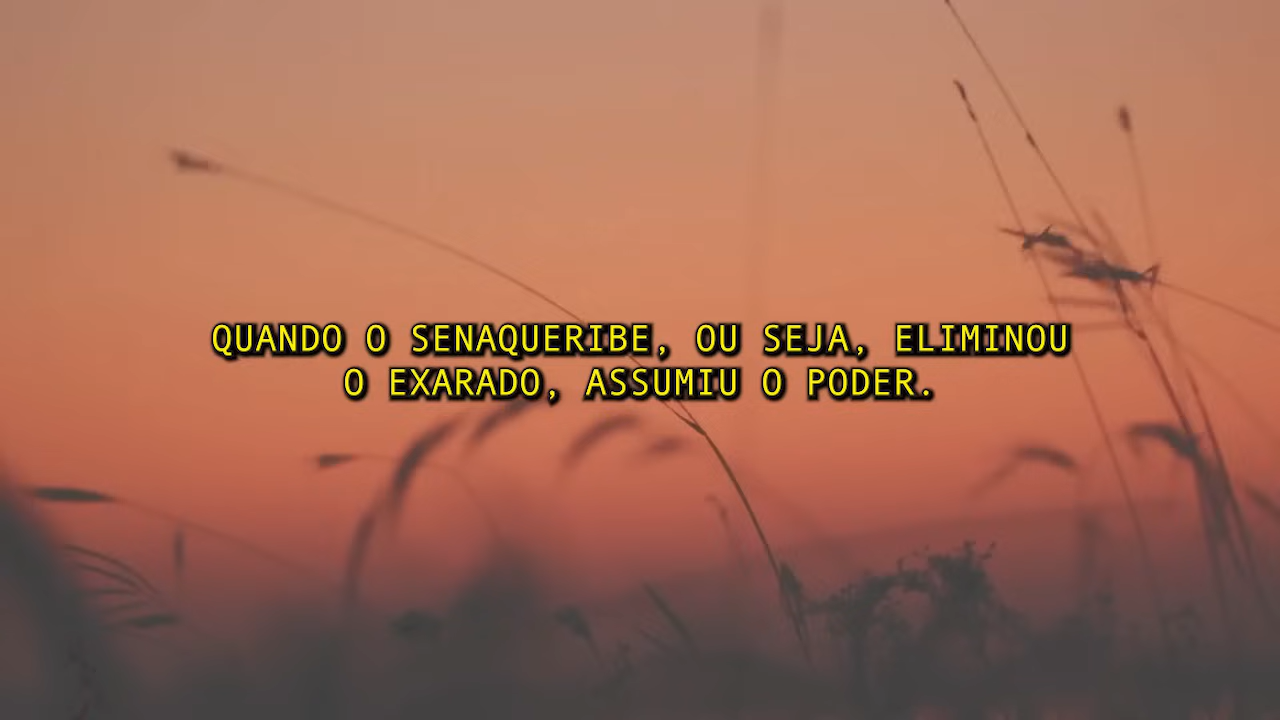 QUANDO O SENAQUERIBE, OU SEJA, ELIMINOU
O EXARADO, ASSUMIU O PODER.